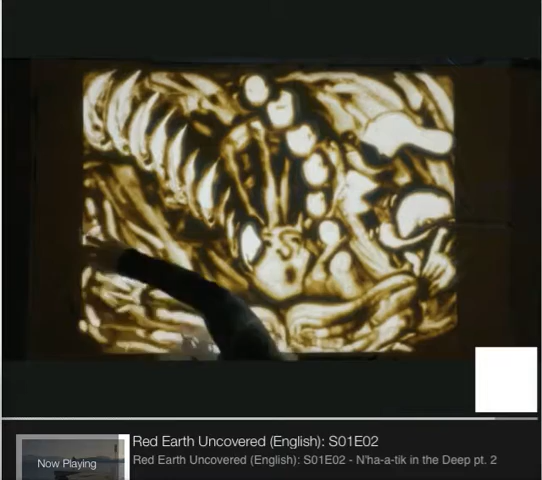 Red Earth Uncovered (English): S01E02
Now Playing
Red Earth Uncovered (English): S01E02 - N'ha-a-tik in the Deep pt. 2